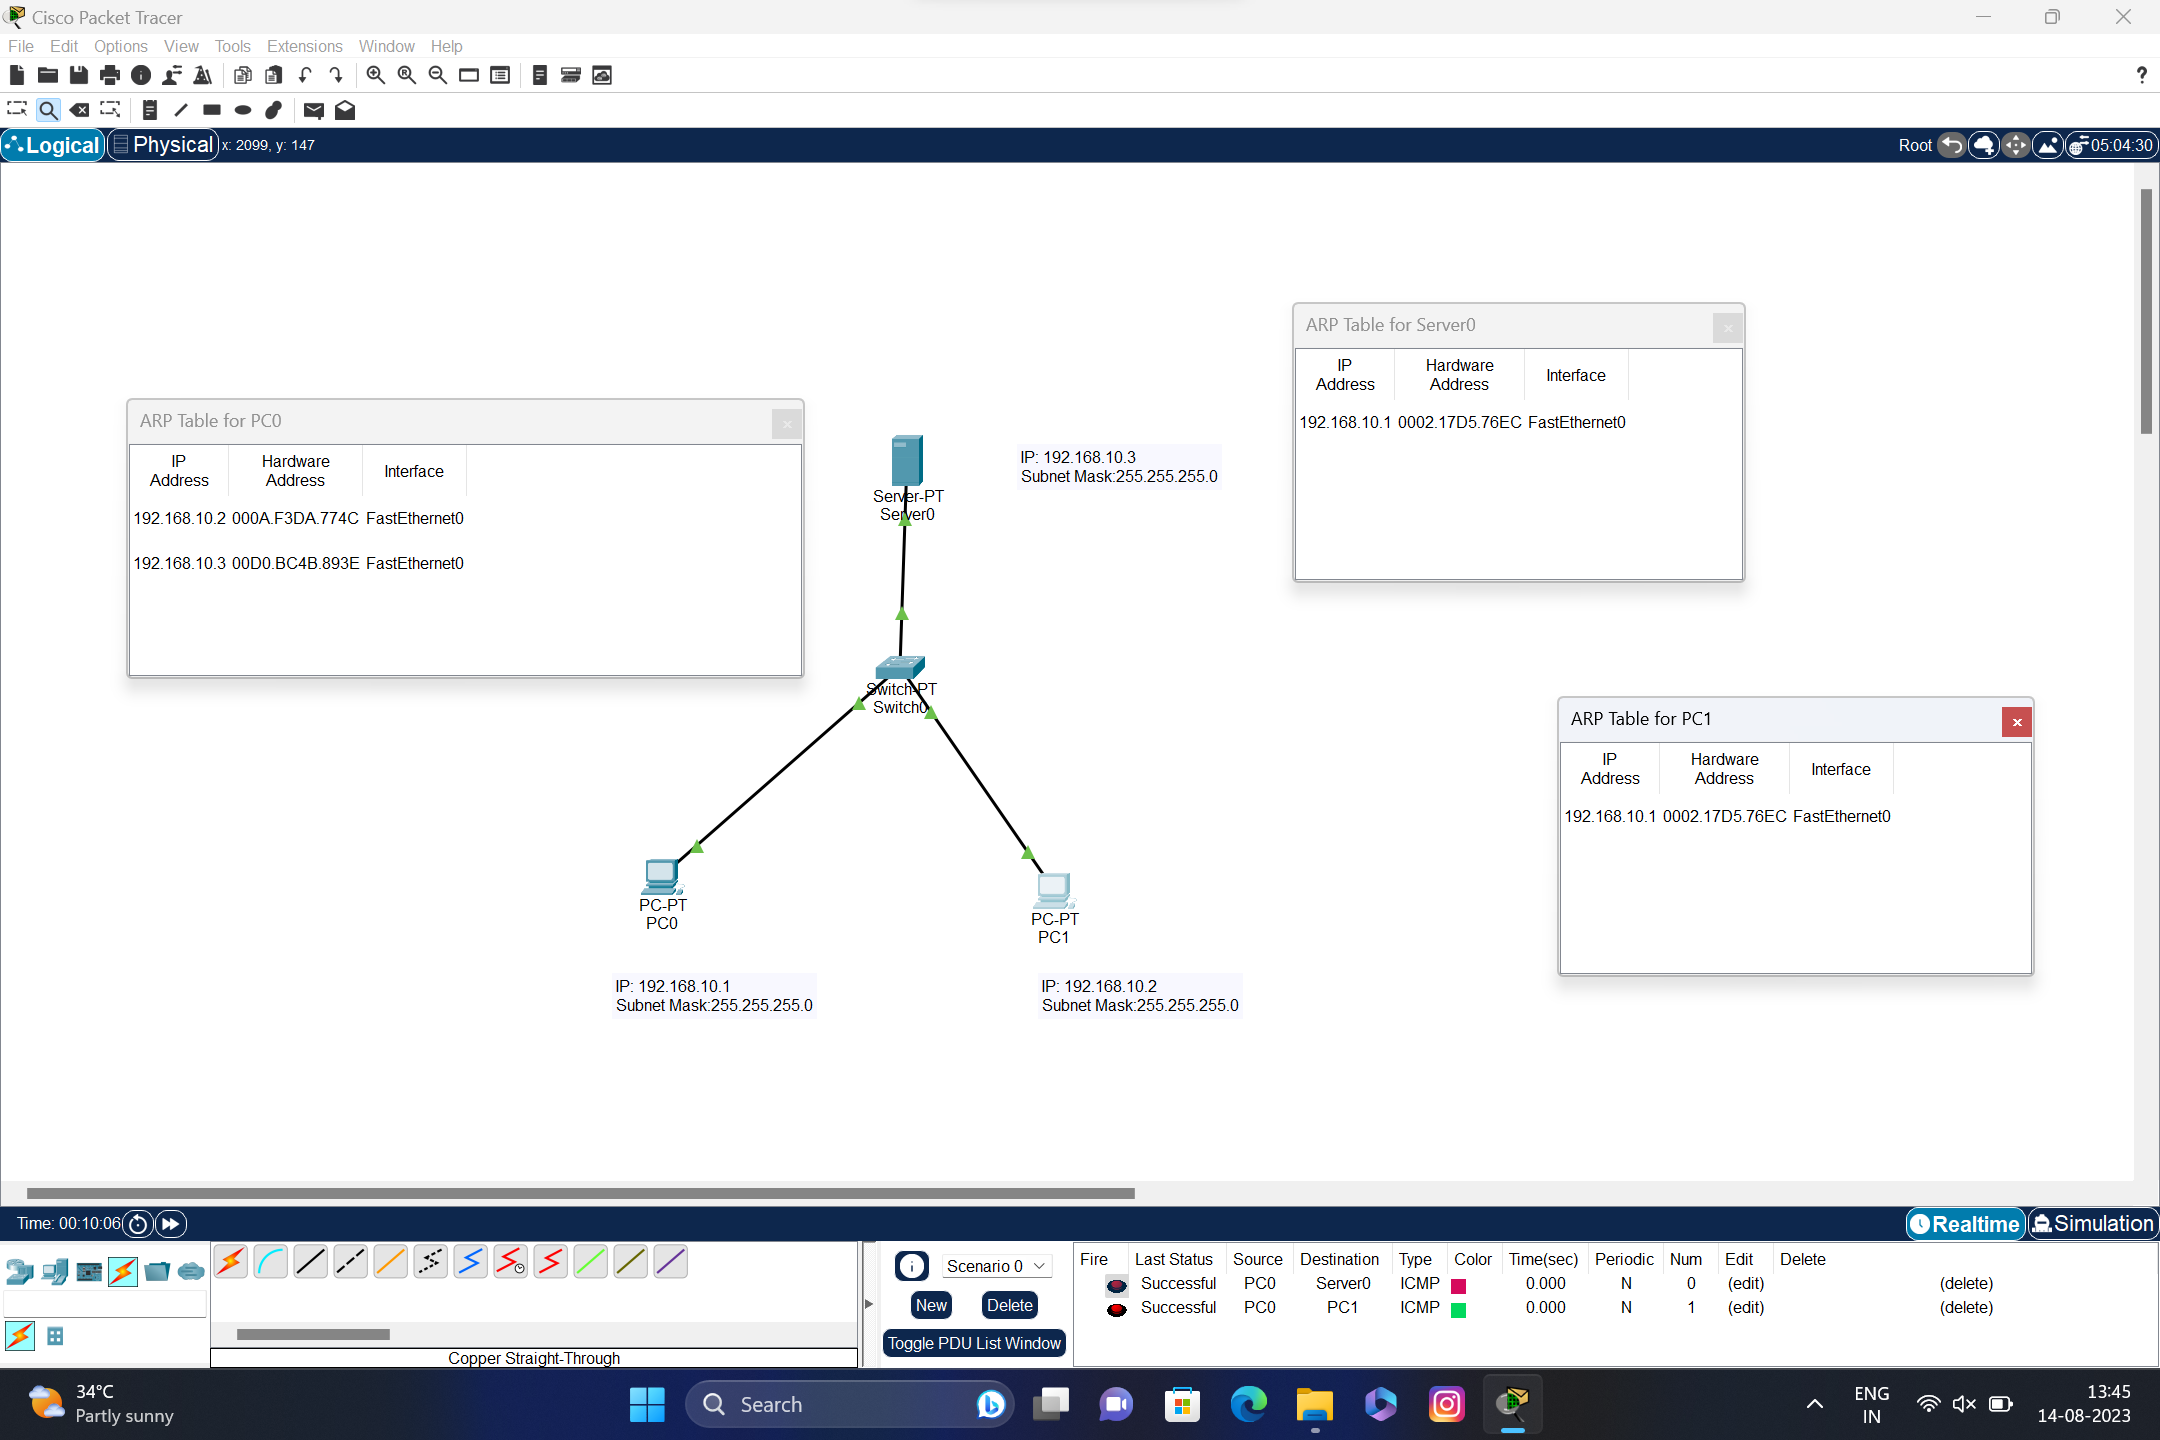 Cisco Packet Tracer
File Edit Options View Tools Extensions Window Help
?
Logical Physical x: 2099, y: 147 Root 05:04:30
ARP Table for Server0
IP Address Hardware Address Interface
192.168.10.1 0002.17D5.76EC FastEthernet0
ARP Table for PC0
IP Address Hardware Address Interface
192.168.10.2 000A.F3DA.774C FastEthernet0
192.168.10.3 00D0.BC4B.893E FastEthernet0
IP: 192.168.10.3
Subnet Mask:255.255.255.0
Server-PT
Server0
Switch-PT
Switch0
ARP Table for PC1
IP Address Hardware Address Interface
192.168.10.1 0002.17D5.76EC FastEthernet0
PC-PT
PC0
PC-PT
PC1
IP: 192.168.10.1
Subnet Mask:255.255.255.0
IP: 192.168.10.2
Subnet Mask:255.255.255.0
Time: 00:10:06 Realtime Simulation
Scenario 0
New Delete
Toggle PDU List Window
Fire Last Status Source Destination Type Color Time(sec) Periodic Num Edit Delete
Successful PC0 Server0 ICMP 0.000 N 0 (edit) (delete)
Successful PC0 PC1 ICMP 0.000 N 1 (edit) (delete)
Copper Straight-Through
34°C
Partly sunny
Search
ENG
IN
13:45
14-08-2023